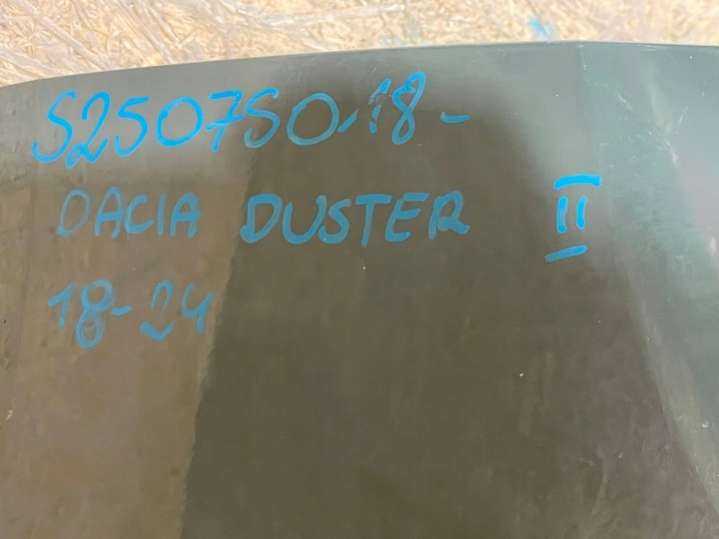 S250750-18-
DACIA DUSTER II
18-24